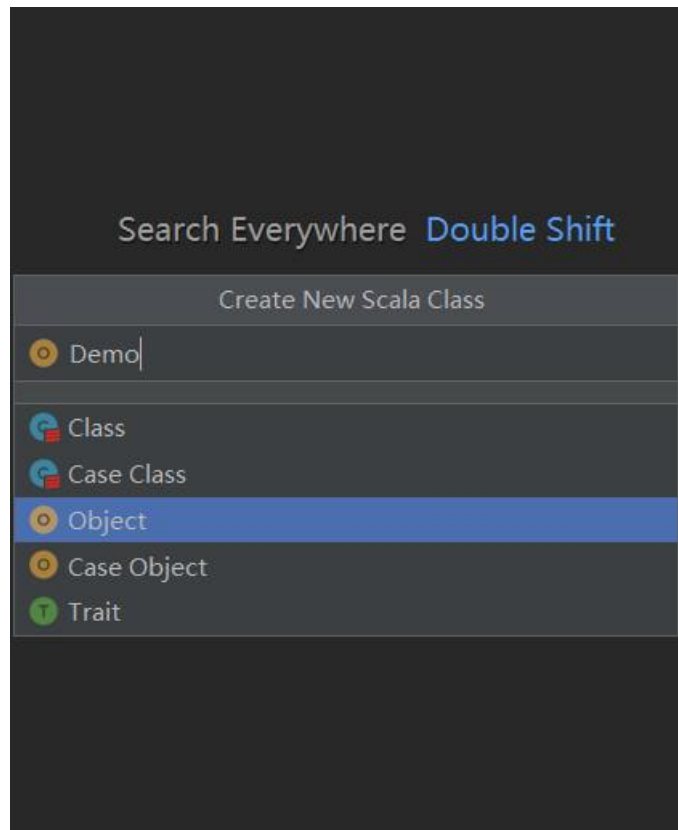 Search Everywhere Double Shift
Create New Scala Class
Demo
Class
Case Class
Object
Case Object
Trait